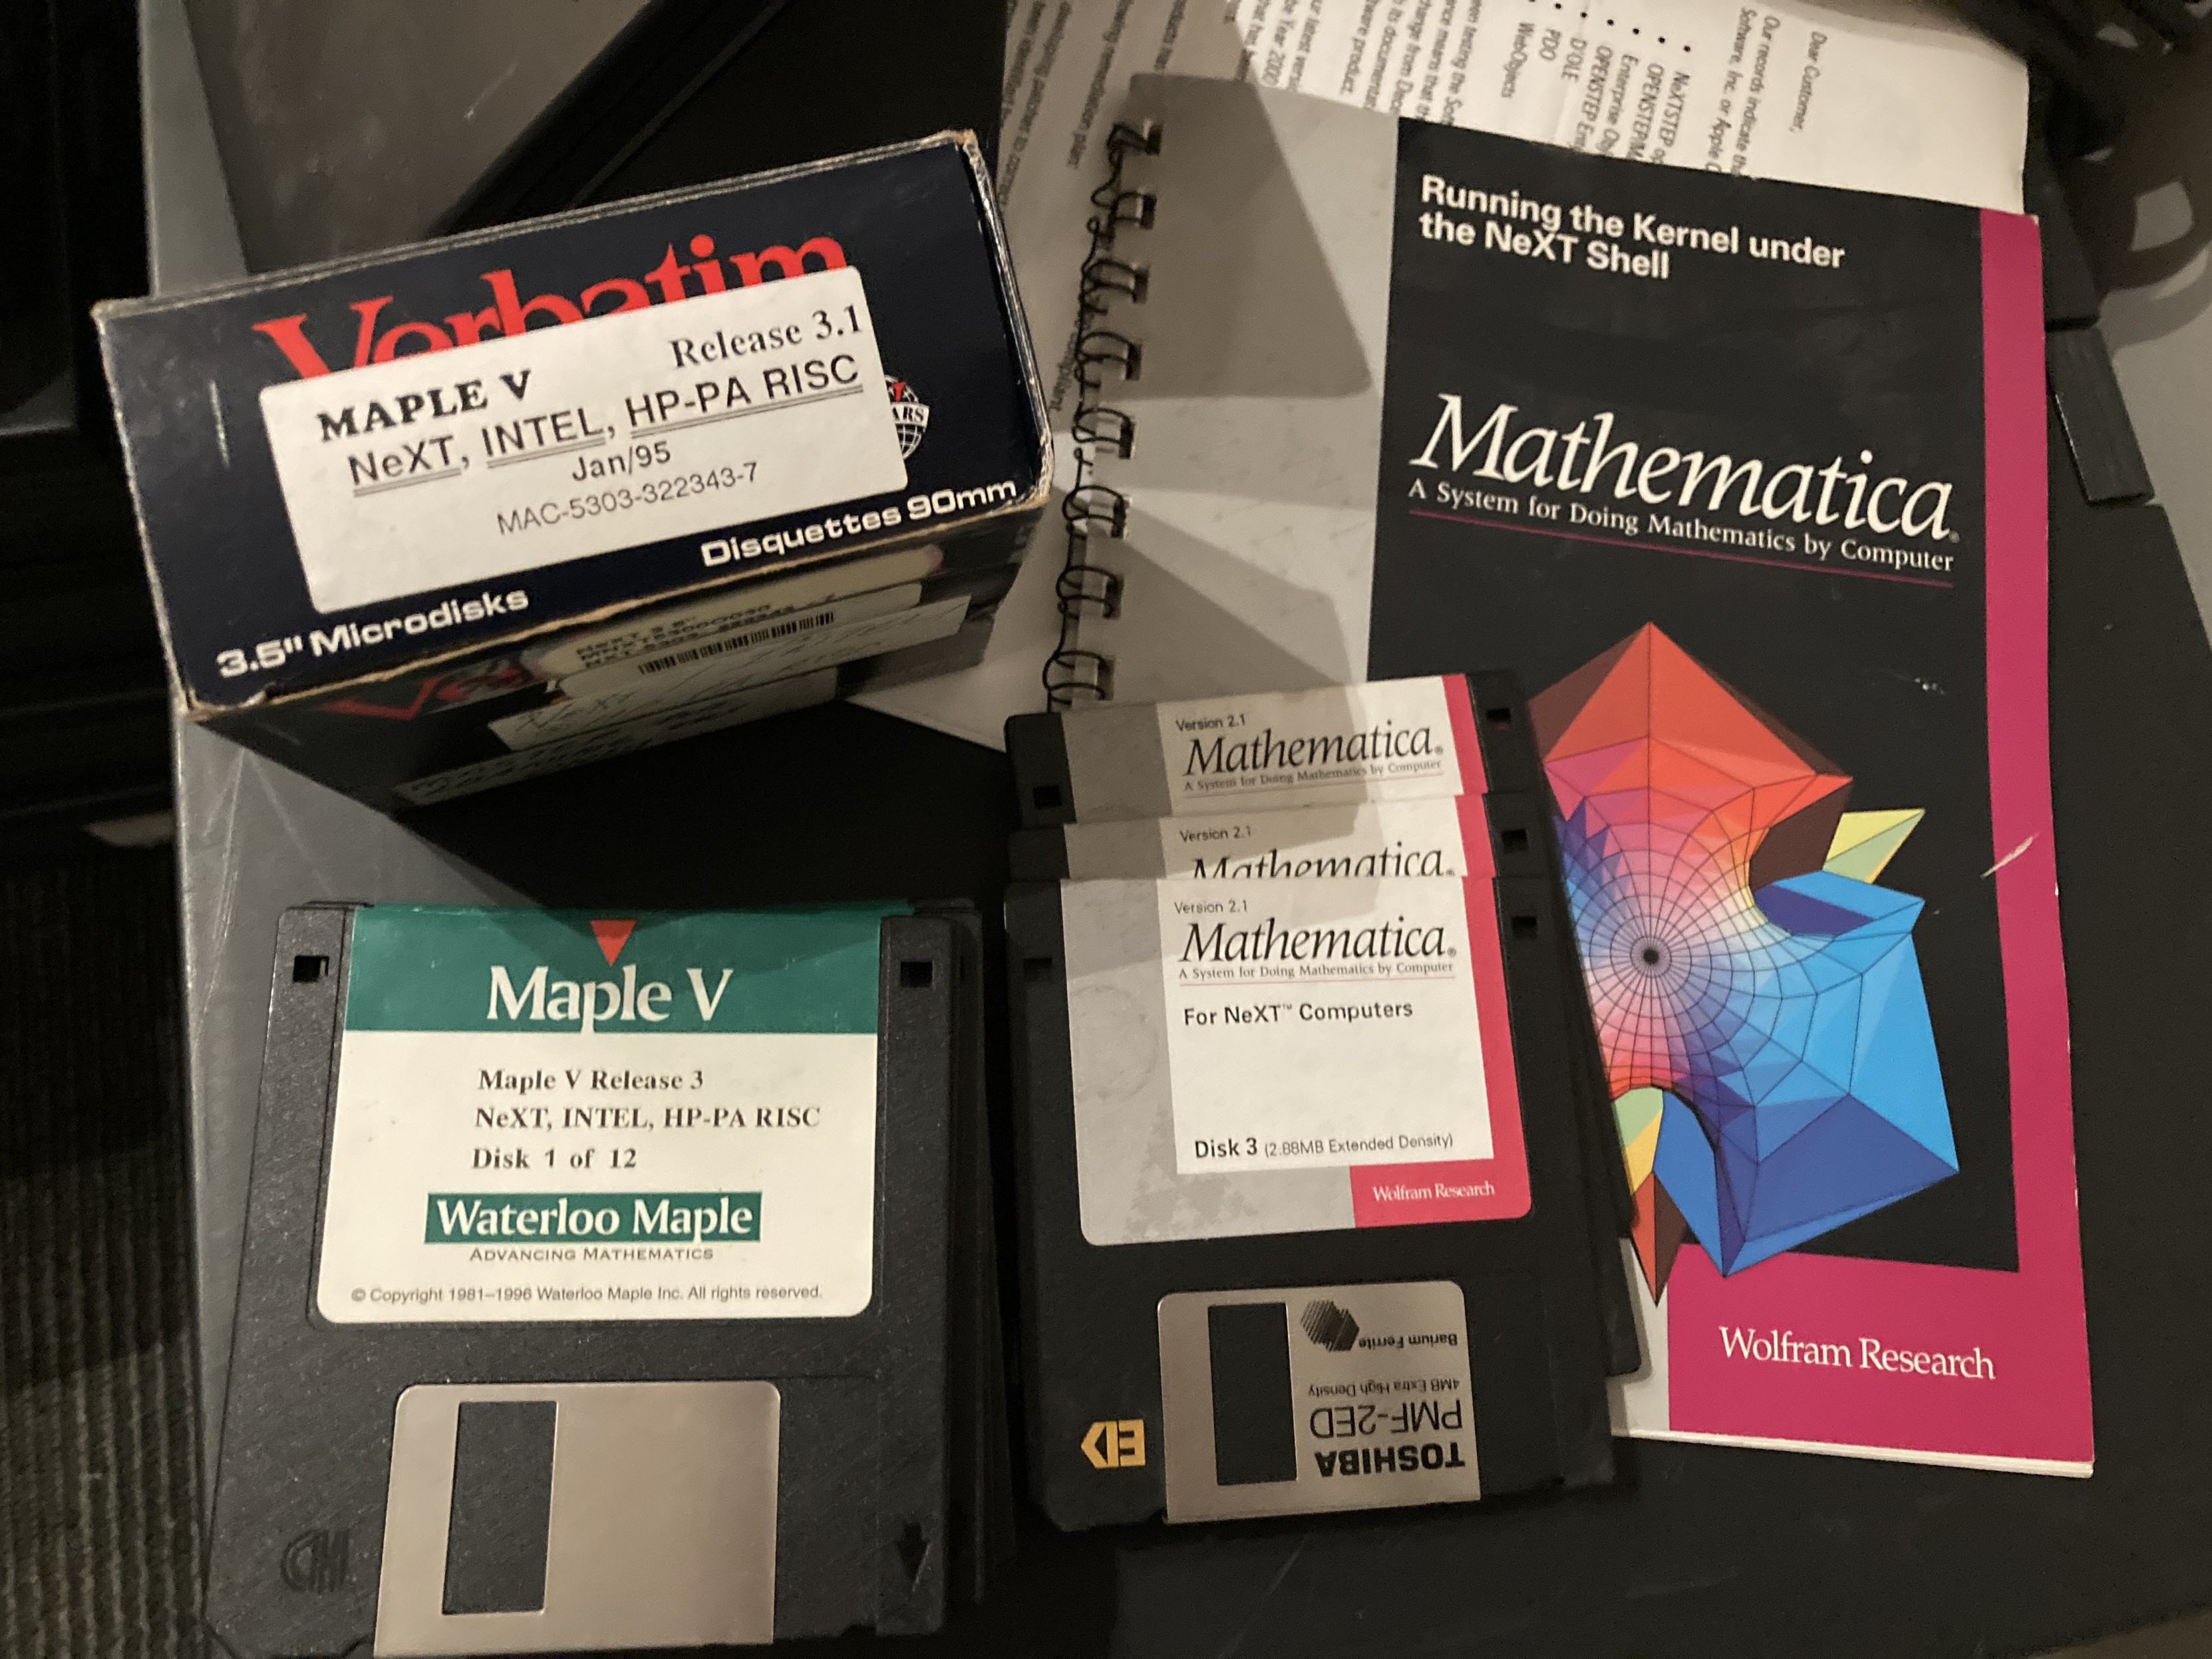 Verbatim
MAPLE V Release 3.1
NeXT, INTEL, HP-PA RISC
Jan/95
MAC-5303-322343-7
3.5" Microdisks
Disquettes 90mm
Dear Customer,
Our records indicate
Software, Inc. or Apple
• NeXTSTEP
• OPENSTEP/M
• Enterprise
• OPENSTEP
• D'OLE
• PDO
WebObjects
Running the Kernel under
the NeXT Shell
Mathematica®
A System for Doing Mathematics by Computer
Wolfram Research
Version 2.1
Mathematica®
A System for Doing Mathematics by Computer
Version 2.1
Mathematica®
Version 2.1
Mathematica®
A System for Doing Mathematics by Computer
For NeXT™ Computers
Disk 3 (2.88MB Extended Density)
Wolfram Research
TOSHIBA
PMF-2ED
4MB Extra High Density
Barium Ferrite
ED
Maple V
Maple V Release 3
NeXT, INTEL, HP-PA RISC
Disk 1 of 12
Waterloo Maple
ADVANCING MATHEMATICS
© Copyright 1981–1996 Waterloo Maple Inc. All rights reserved.